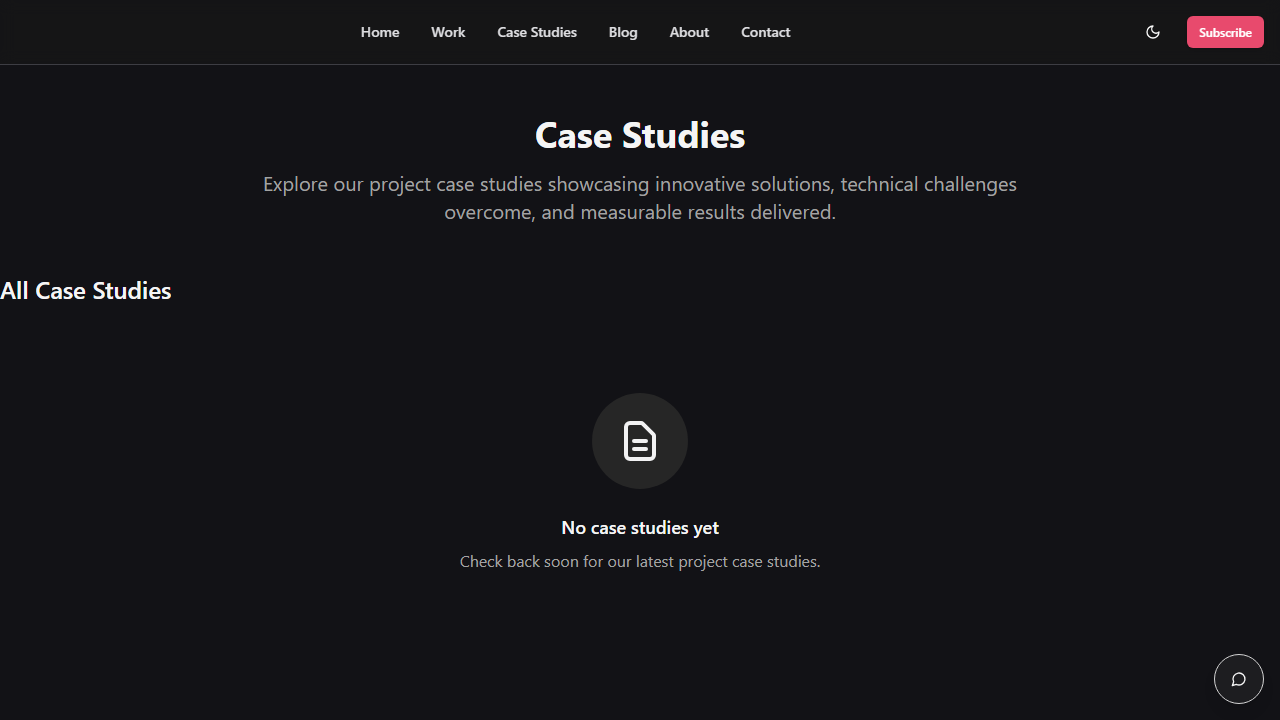 Home
Work
Case Studies
Blog
About
Contact
Subscribe
Case Studies
Explore our project case studies showcasing innovative solutions, technical challenges
overcome, and measurable results delivered.
All Case Studies
No case studies yet
Check back soon for our latest project case studies.